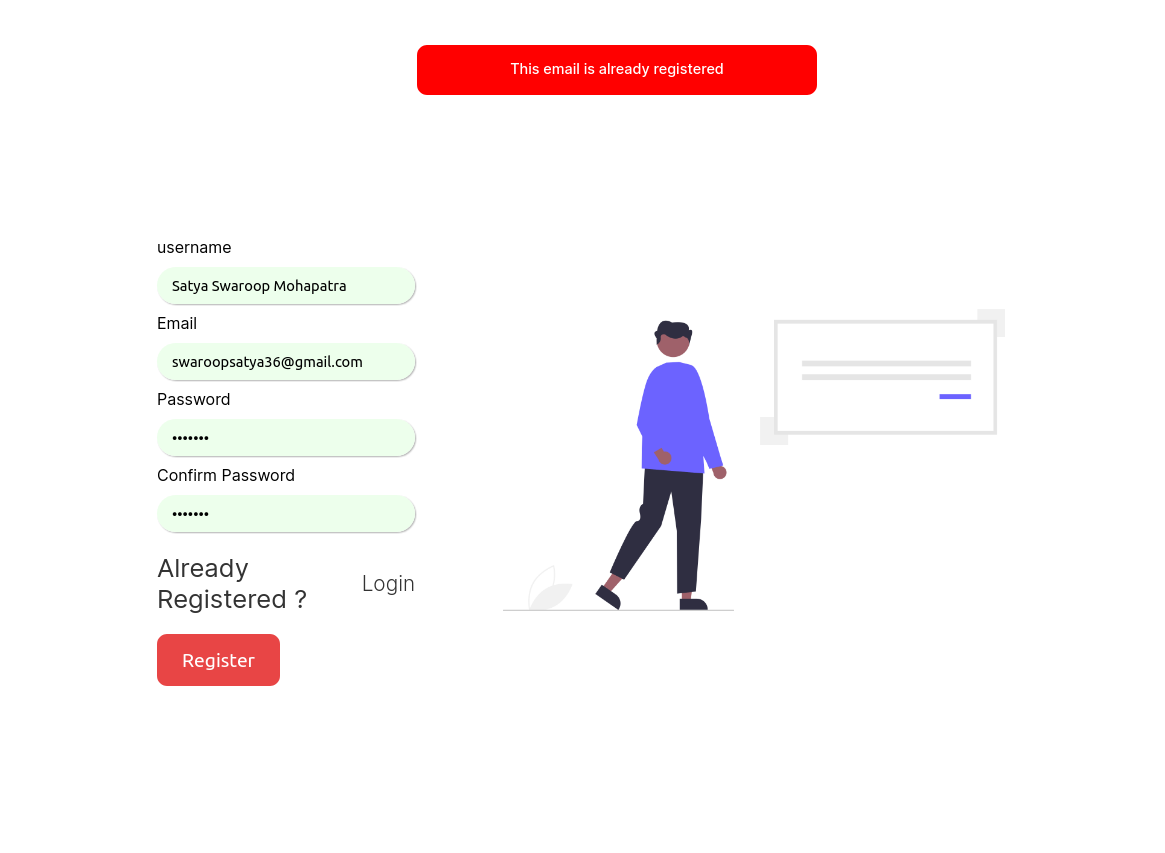 This email is already registered
username
Satya Swaroop Mohapatra
Email
swaroopsatya36@gmail.com
Password
•••••••
Confirm Password
•••••••
Already
Registered ?
Login
Register